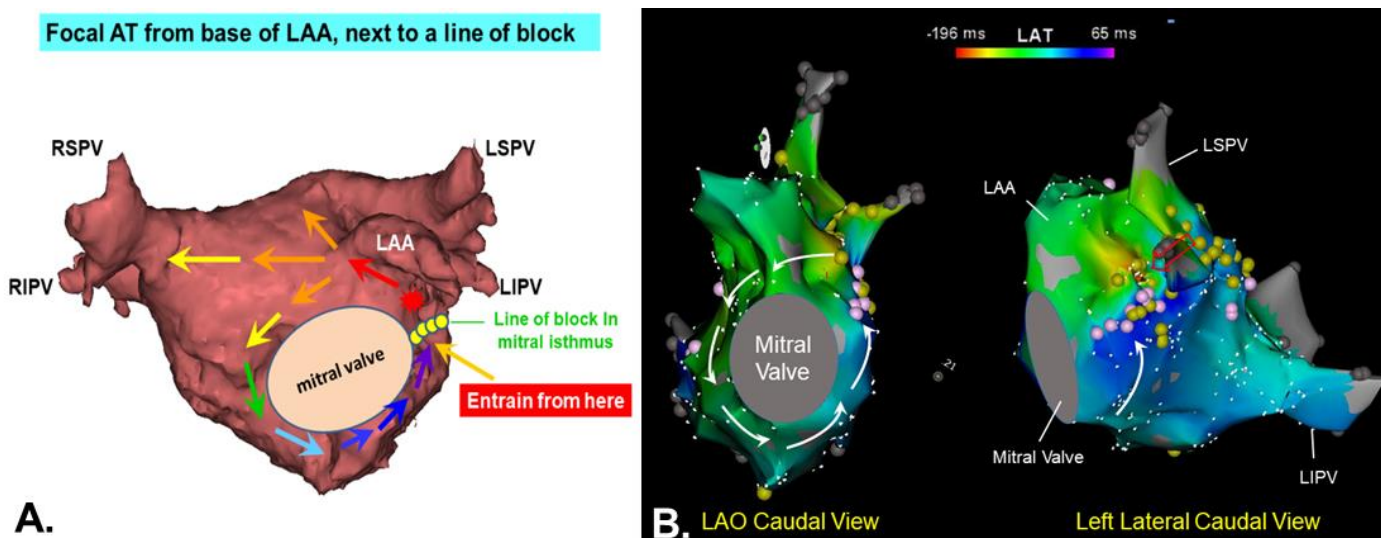 Focal AT from base of LAA, next to a line of block
RSPV
LSPV
LAA
RIPV
LIPV
Line of block In
mitral isthmus
mitral valve
Entrain from here
A.
-196 ms LAT 65 ms
LSPV
LAA
Mitral
Valve
21
Mitral Valve
LIPV
B.
LAO Caudal View
Left Lateral Caudal View